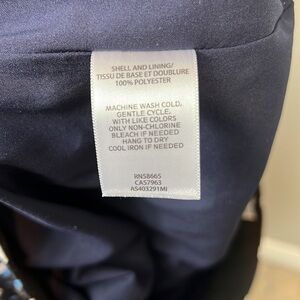 SHELL AND LINING/
TISSU DE BASE ET DOUBLURE
100% POLYESTER
MACHINE WASH COLD,
GENTLE CYCLE,
WITH LIKE COLORS
ONLY NON-CHLORINE
BLEACH IF NEEDED
HANG TO DRY
COOL IRON IF NEEDED
RN58665
CA57963
AS403291MI